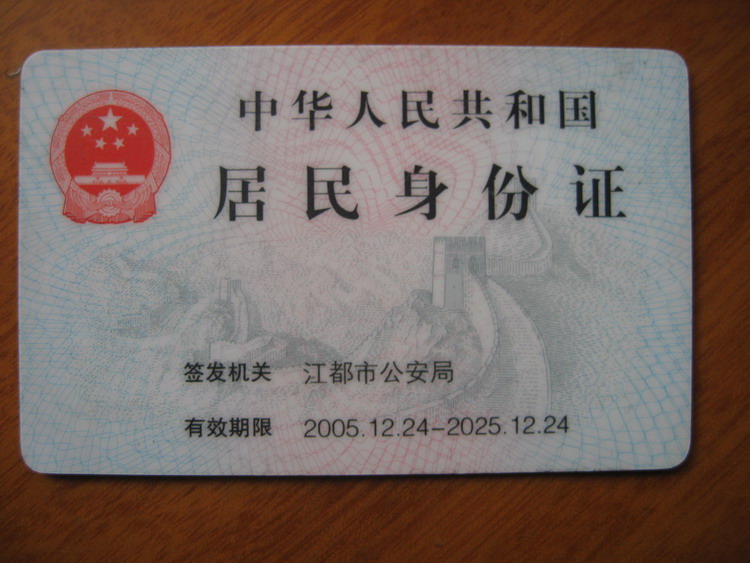 中华人民共和国
居民身份证
签发机关 江都市公安局
有效期限 2005.12.24-2025.12.24